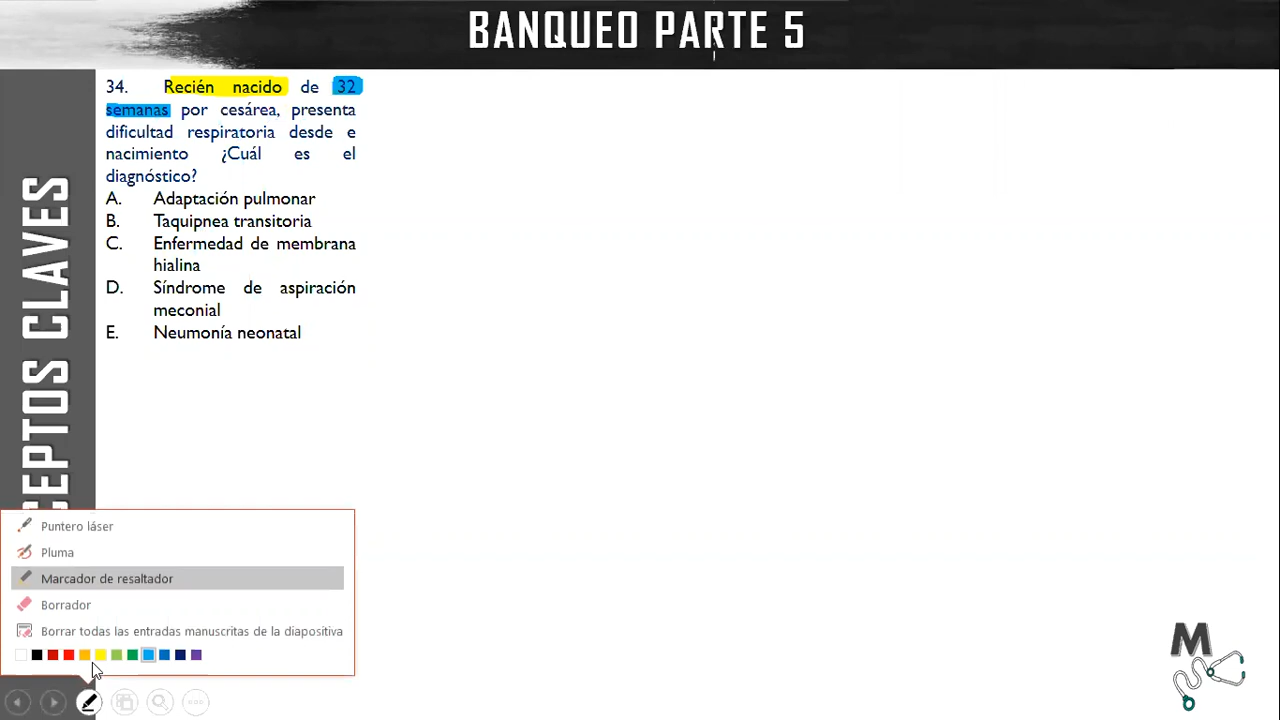 BANQUEO PARTE 5
CEPTOS CLAVES
34. Recién nacido de 32
semanas por cesárea, presenta
dificultad respiratoria desde e
nacimiento ¿Cuál es el
diagnóstico?
A. Adaptación pulmonar
B. Taquipnea transitoria
C. Enfermedad de membrana
hialina
D. Síndrome de aspiración
meconial
E. Neumonía neonatal
Puntero láser
Pluma
Marcador de resaltador
Borrador
Borrar todas las entradas manuscritas de la diapositiva
M